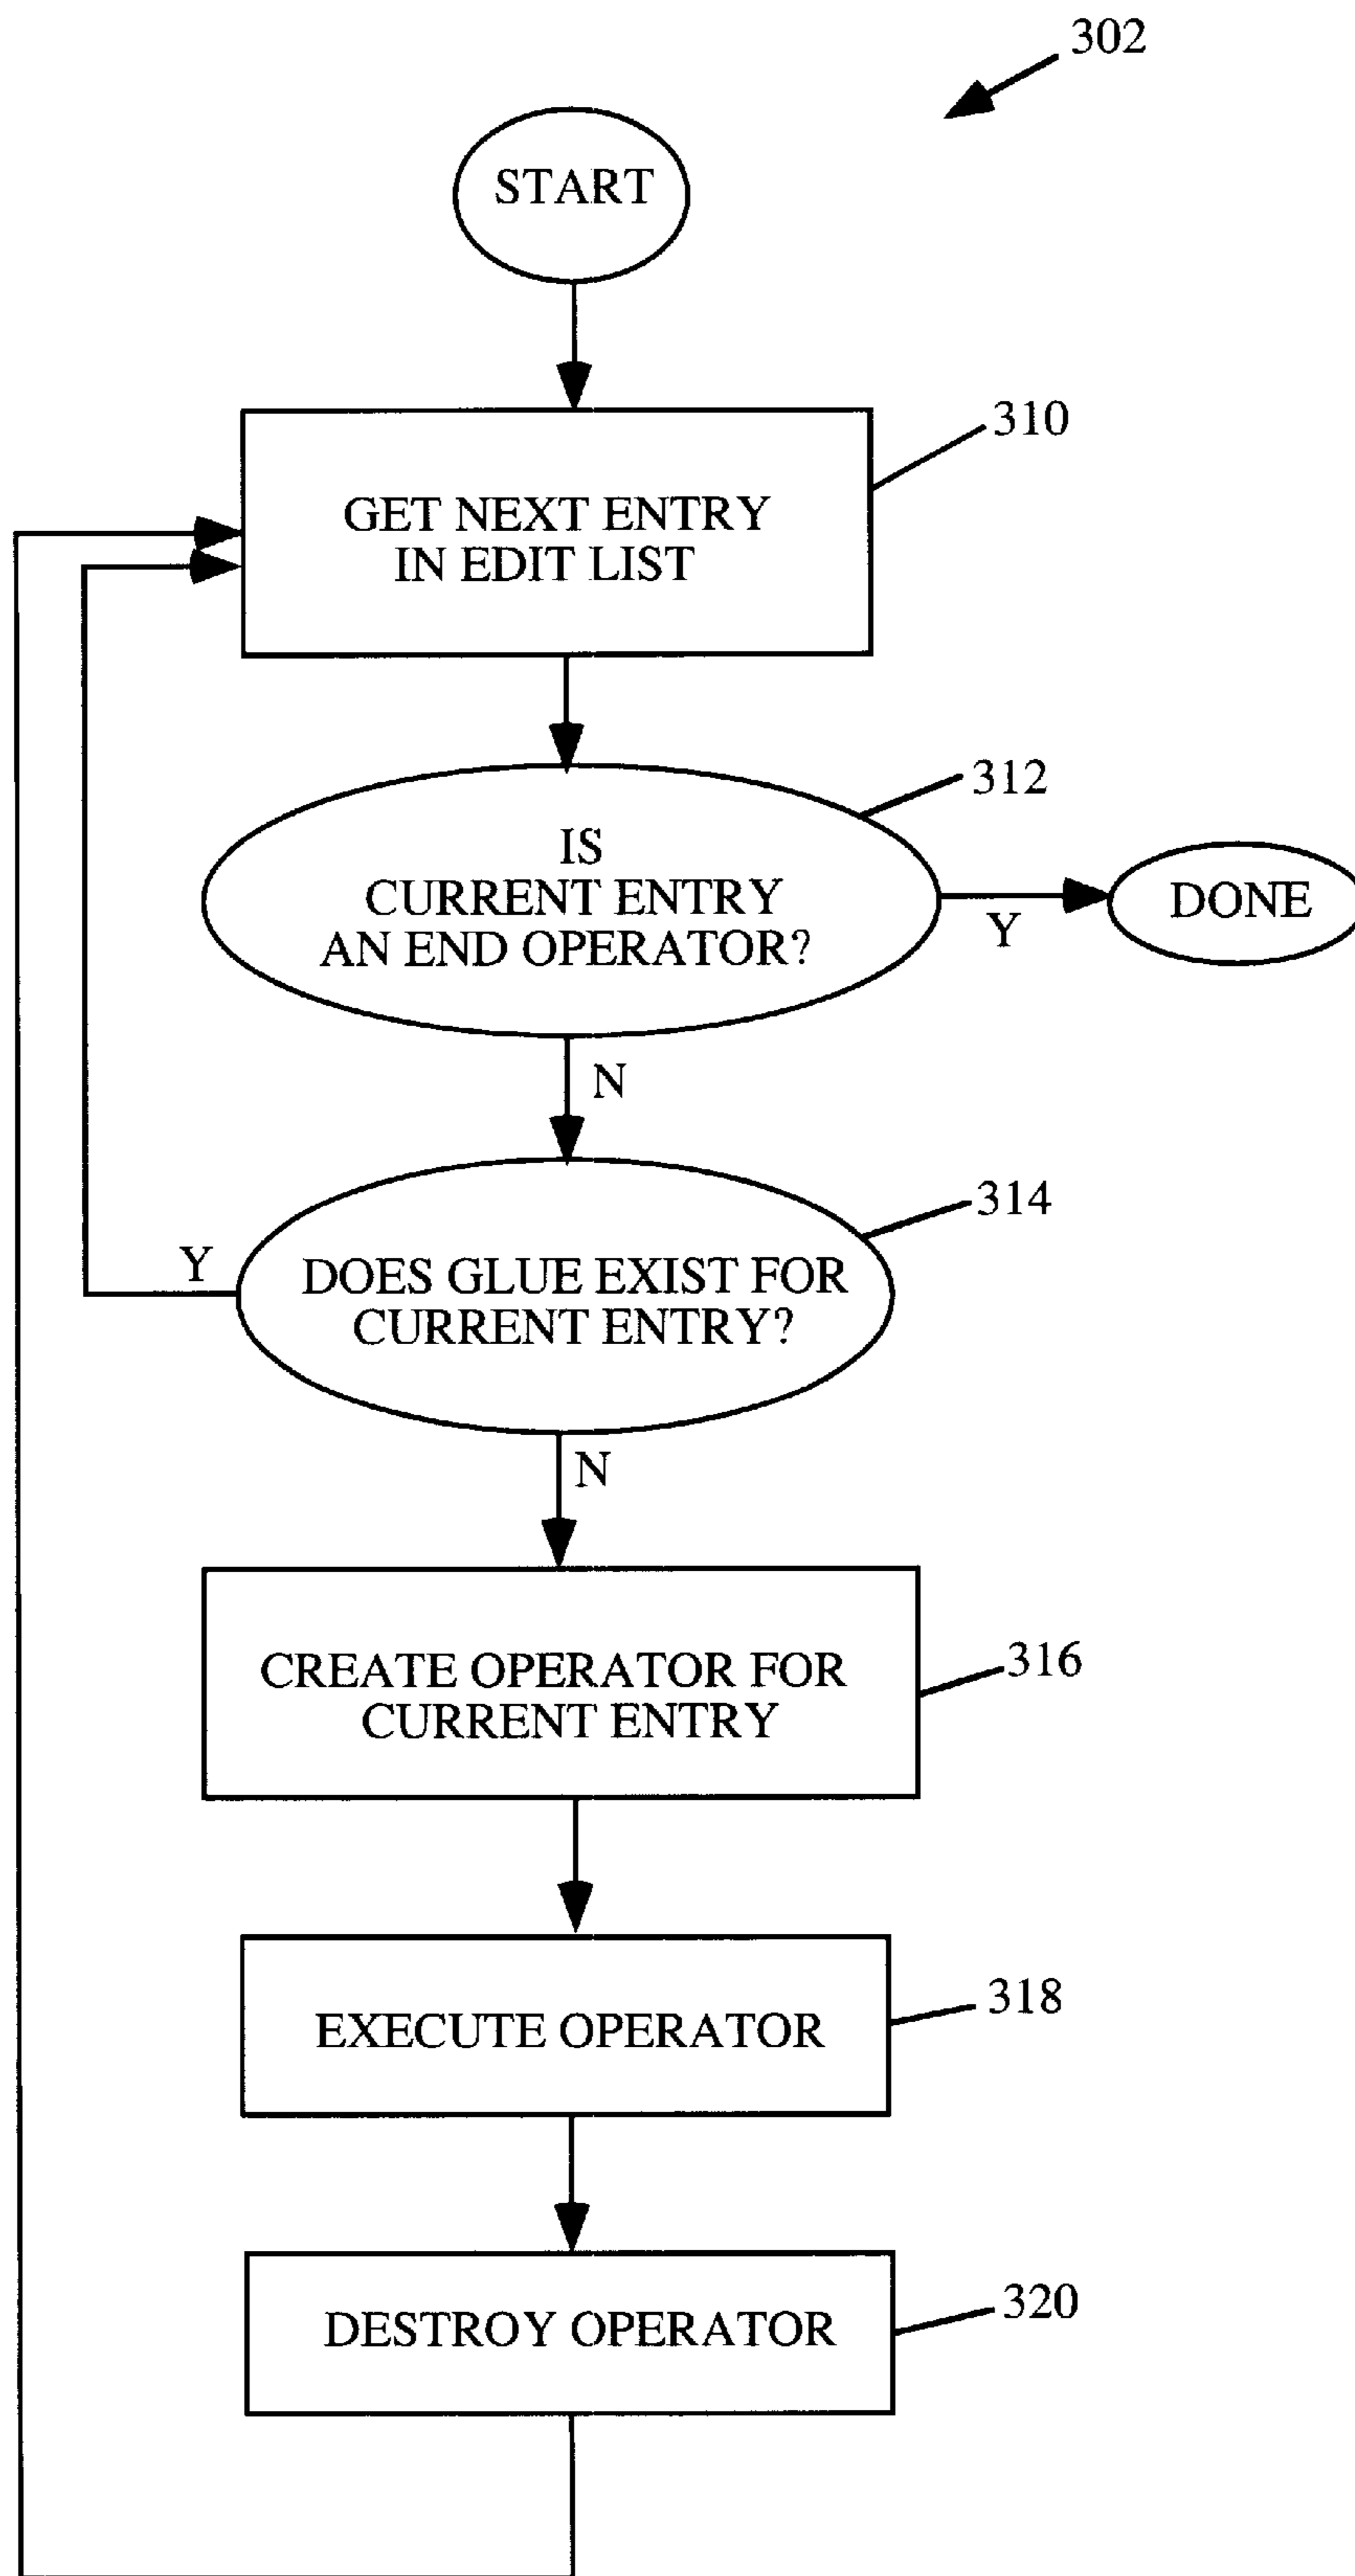 302
START
310
GET NEXT ENTRY
IN EDIT LIST
312
IS
CURRENT ENTRY
AN END OPERATOR?
Y
DONE
N
314
Y
DOES GLUE EXIST FOR
CURRENT ENTRY?
N
CREATE OPERATOR FOR
CURRENT ENTRY
316
EXECUTE OPERATOR
318
DESTROY OPERATOR
320